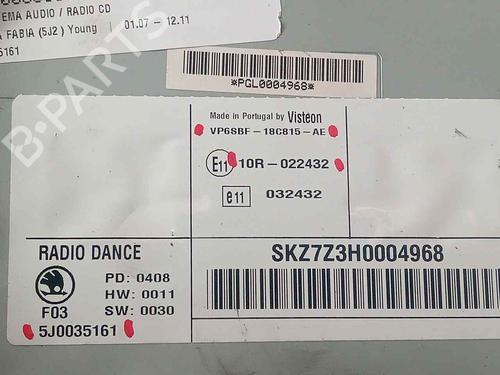 EMA AUDIO / RADIO CD
FABIA (5J2) Young | 01.07 - 12.11
5161
*PGL0004968*
Made in Portugal by Visteon
VP6SBF-18C815-AE
E11 10R-022432
e11 032432
RADIO DANCE
SKZ7Z3H0004968
PD: 0408
HW: 0011
F03 SW: 0030
5J0035161
B-PARTS